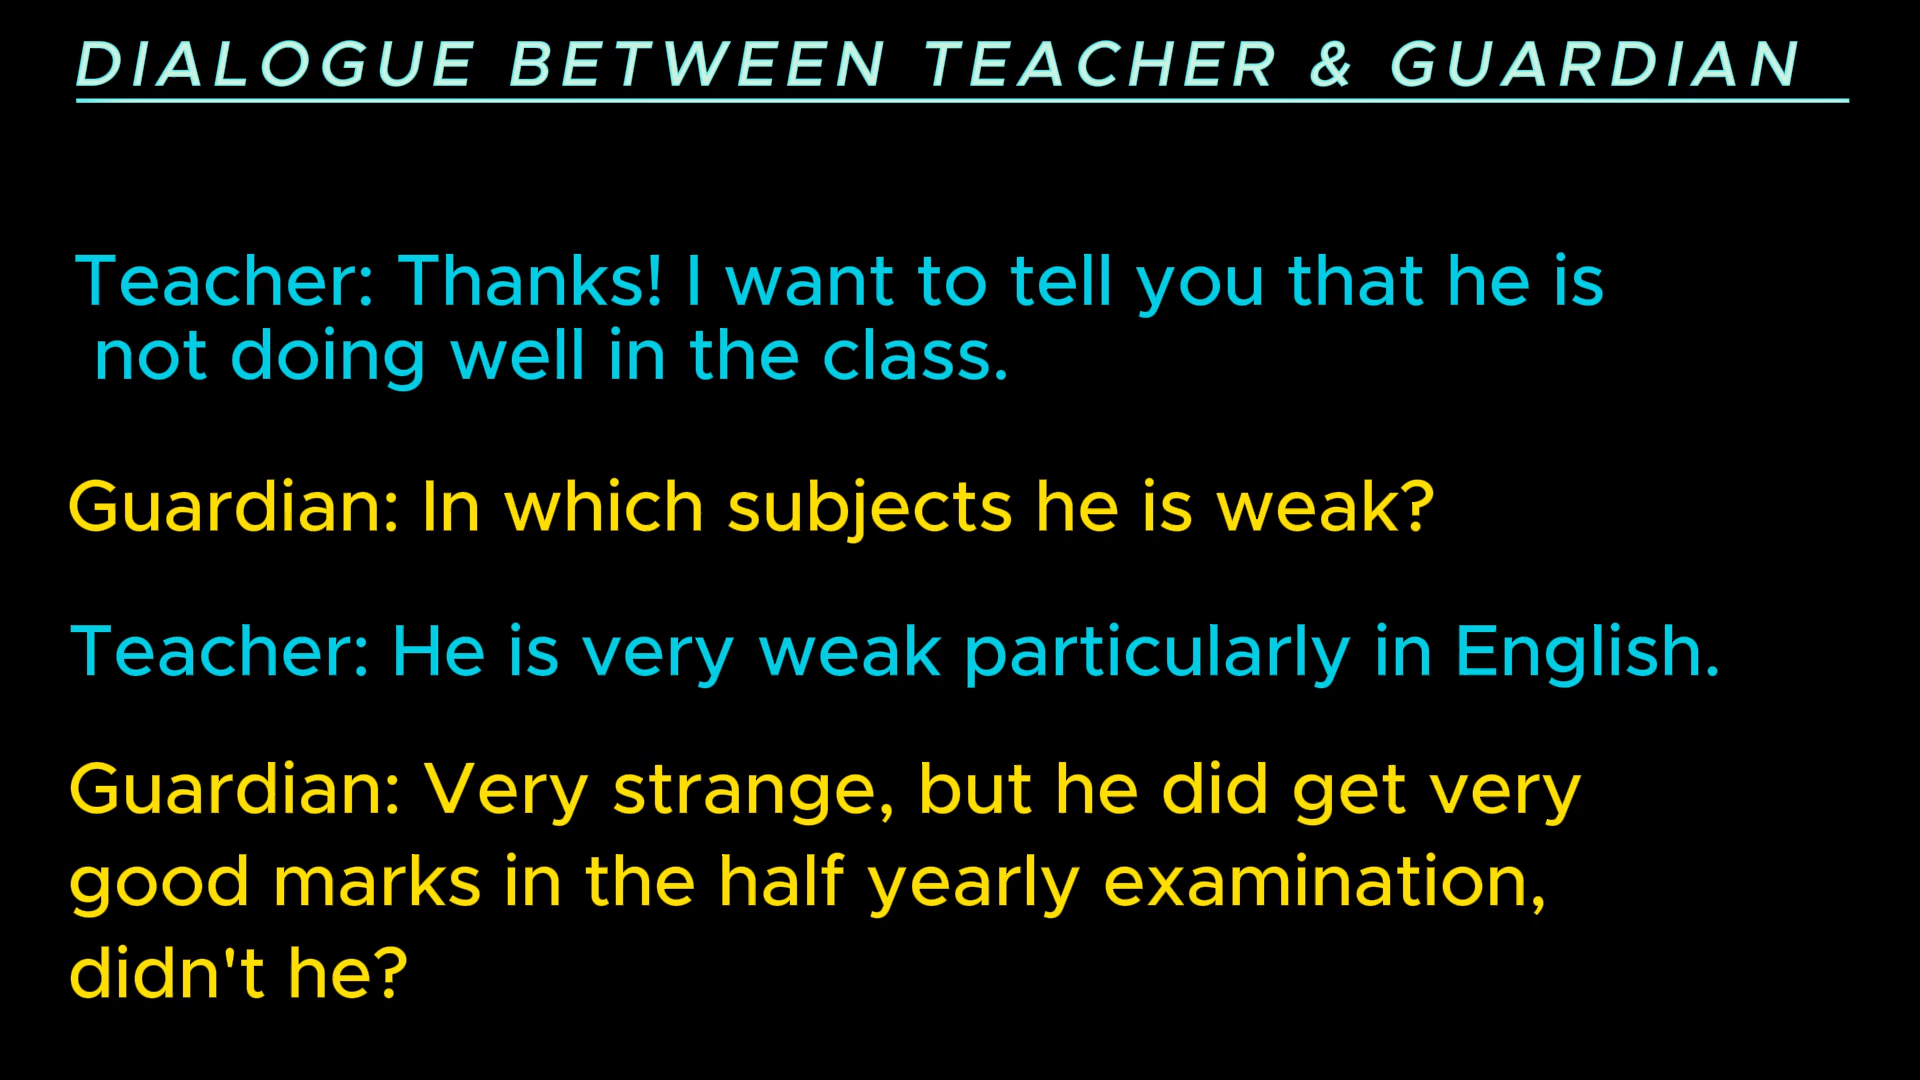 DIALOGUE BETWEEN TEACHER & GUARDIAN
Teacher: Thanks! I want to tell you that he is
not doing well in the class.
Guardian: In which subjects he is weak?
Teacher: He is very weak particularly in English.
Guardian: Very strange, but he did get very
good marks in the half yearly examination,
didn't he?